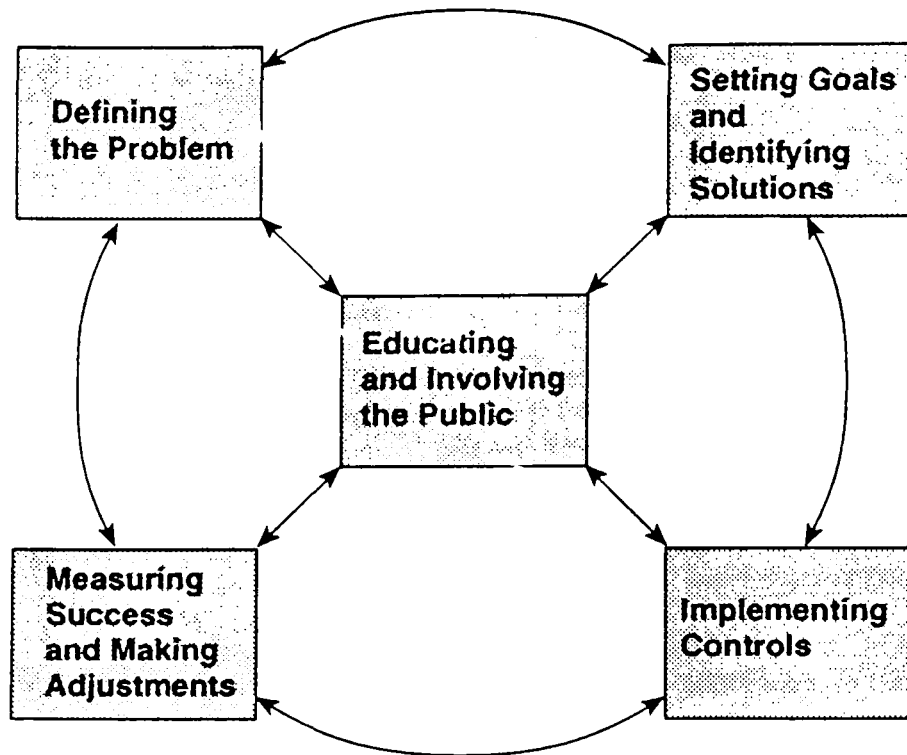 Defining
the Problem
Setting Goals
and
Identifying
Solutions
Educating
and Involving
the Public
Measuring
Success
and Making
Adjustments
Implementing
Controls